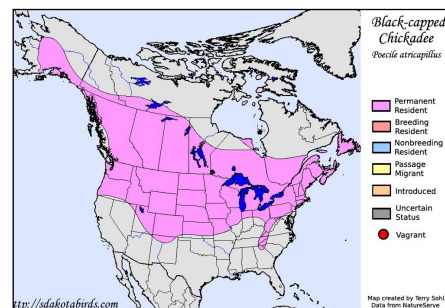 Black-capped
Chickadee
Poecile atricapillus
Permanent
Resident
Breeding
Resident
Nonbreeding
Resident
Passage
Migrant
Introduced
Uncertain
Status
Vagrant
ttp://sdakotabirds.com
Map created by Terry Sohl
Data from NatureServe